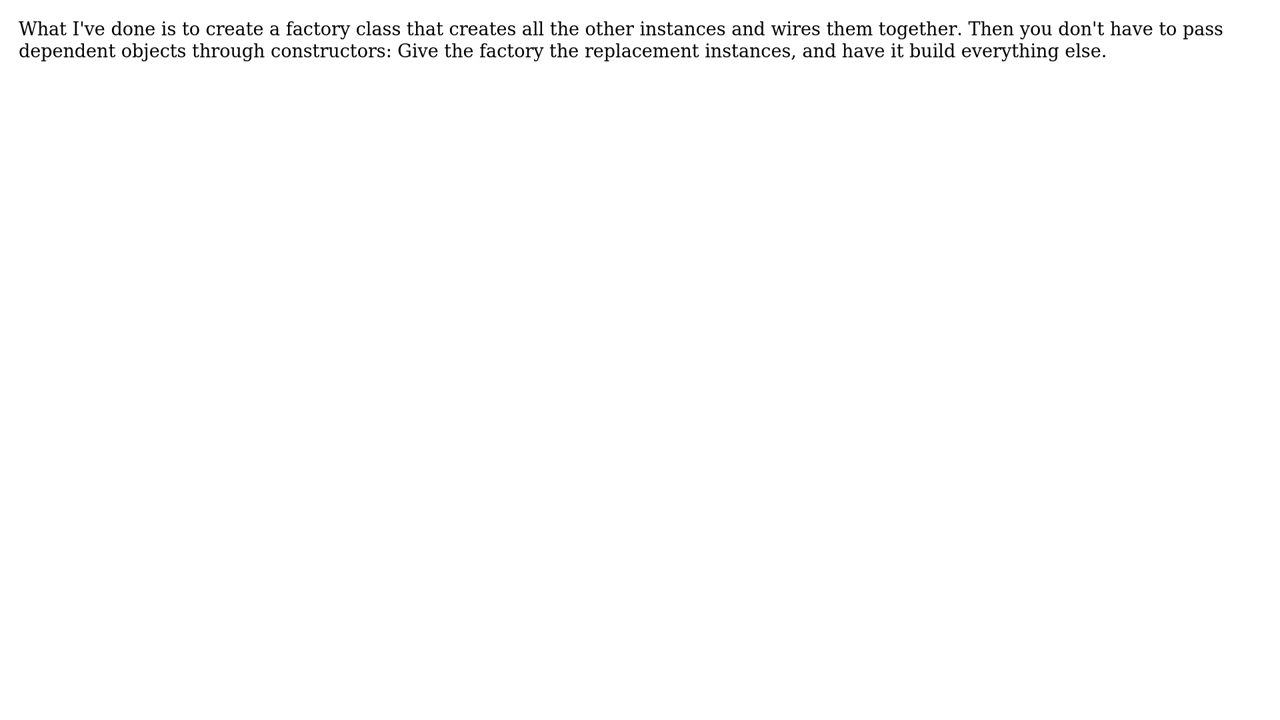 What I've done is to create a factory class that creates all the other instances and wires them together. Then you don't have to pass
dependent objects through constructors: Give the factory the replacement instances, and have it build everything else.